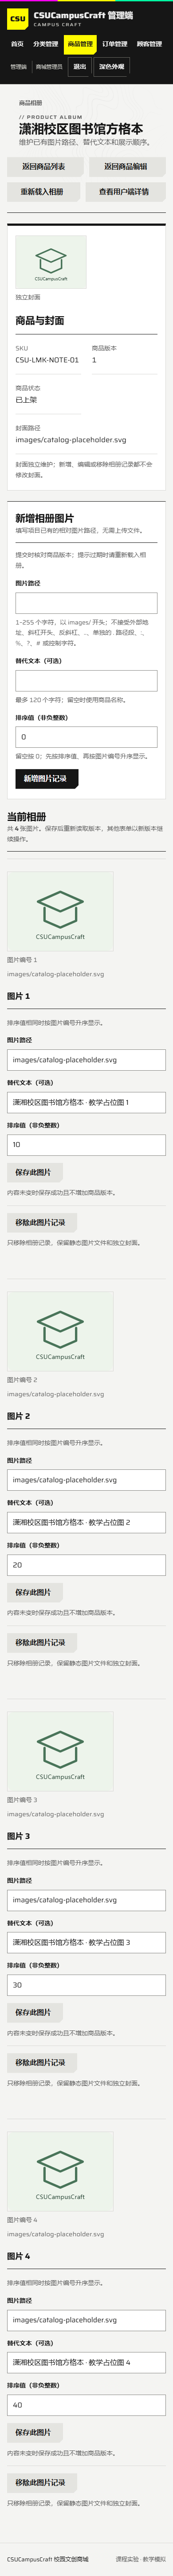 CSU
CSUCampusCraft 管理端
CAMPUS CRAFT
首页 分类管理 商品管理 订单管理 顾客管理
管理端 商城管理员 退出 深色外观
商品相册
// PRODUCT ALBUM
潇湘校区图书馆方格本
维护已有图片路径、替代文本和展示顺序。
返回商品列表 返回商品编辑
重新载入相册 查看用户端详情
CSUCampusCraft
独立封面
商品与封面
SKU 商品版本
CSU-LMK-NOTE-01 1
商品状态
已上架
封面路径
images/catalog-placeholder.svg
封面独立维护；新增、编辑或移除相册记录都不会
修改封面。
新增相册图片
填写项目已有的相对图片路径，无需上传文件。
提交时核对商品版本；提示过期时请重新载入相
册。
图片路径
1–255 个字符，以 images/ 开头；不接受外部地
址、斜杠开头、反斜杠、..、单独的 . 路径段、:、
%、?、# 或控制字符。
替代文本（可选）
最多 120 个字符；留空时使用商品名称。
排序值（非负整数）
0
留空按 0；先按排序值，再按图片编号升序显示。
新增图片记录
当前相册
共 4 张图片。保存后重新读取版本，其他表单以新版本继
续操作。
CSUCampusCraft
图片编号 1
images/catalog-placeholder.svg
图片 1
排序值相同时按图片编号升序显示。
图片路径
images/catalog-placeholder.svg
替代文本（可选）
潇湘校区图书馆方格本 · 教学占位图 1
排序值（非负整数）
10
保存此图片
内容未变时保存成功且不增加商品版本。
移除此图片记录
只移除相册记录，保留静态图片文件和独立封面。
CSUCampusCraft
图片编号 2
images/catalog-placeholder.svg
图片 2
排序值相同时按图片编号升序显示。
图片路径
images/catalog-placeholder.svg
替代文本（可选）
潇湘校区图书馆方格本 · 教学占位图 2
排序值（非负整数）
20
保存此图片
内容未变时保存成功且不增加商品版本。
移除此图片记录
只移除相册记录，保留静态图片文件和独立封面。
CSUCampusCraft
图片编号 3
images/catalog-placeholder.svg
图片 3
排序值相同时按图片编号升序显示。
图片路径
images/catalog-placeholder.svg
替代文本（可选）
潇湘校区图书馆方格本 · 教学占位图 3
排序值（非负整数）
30
保存此图片
内容未变时保存成功且不增加商品版本。
移除此图片记录
只移除相册记录，保留静态图片文件和独立封面。
CSUCampusCraft
图片编号 4
images/catalog-placeholder.svg
图片 4
排序值相同时按图片编号升序显示。
图片路径
images/catalog-placeholder.svg
替代文本（可选）
潇湘校区图书馆方格本 · 教学占位图 4
排序值（非负整数）
40
保存此图片
内容未变时保存成功且不增加商品版本。
移除此图片记录
只移除相册记录，保留静态图片文件和独立封面。
CSUCampusCraft 校园文创商城 课程实验 · 教学模拟